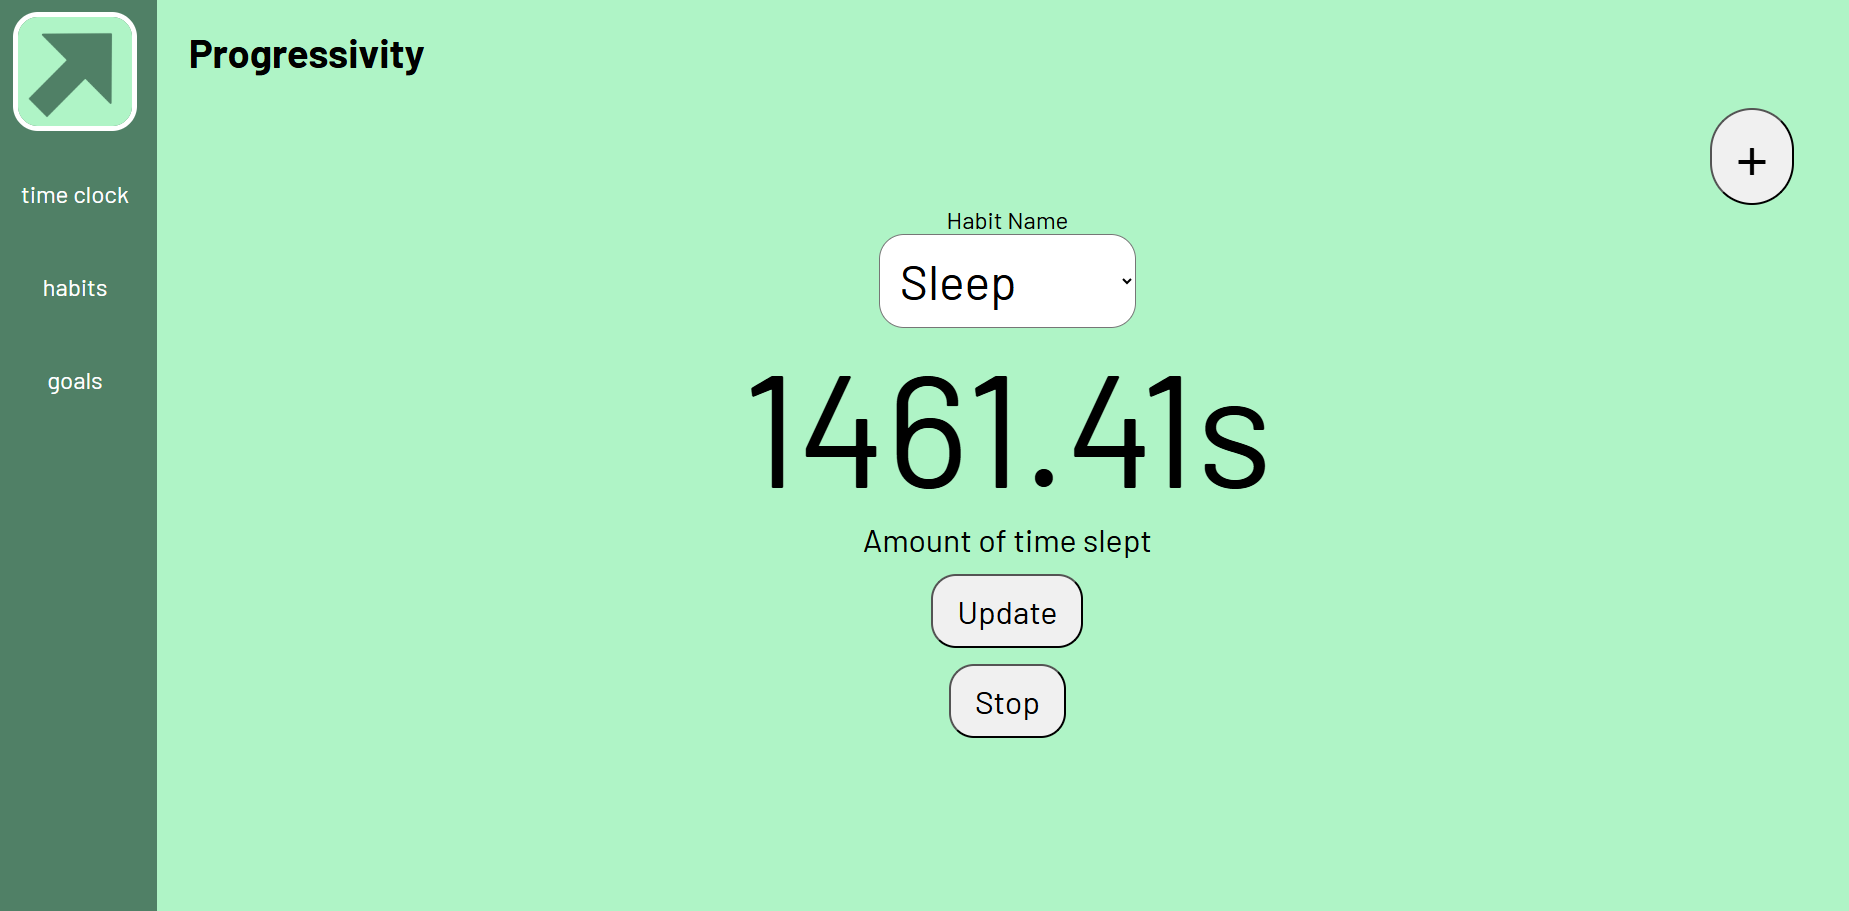 Progressivity
time clock
habits
goals
+
Habit Name
Sleep
1461.41s
Amount of time slept
Update
Stop